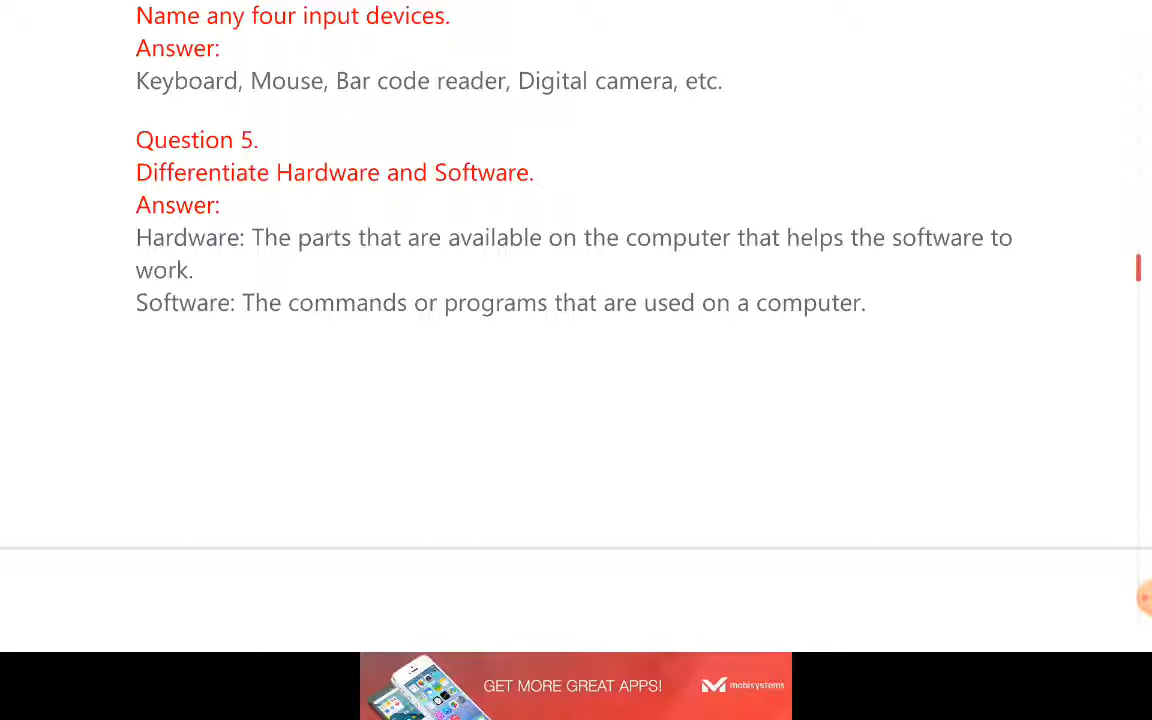 Name any four input devices.
Answer:
Keyboard, Mouse, Bar code reader, Digital camera, etc.
Question 5.
Differentiate Hardware and Software.
Answer:
Hardware: The parts that are available on the computer that helps the software to
work.
Software: The commands or programs that are used on a computer.
GET MORE GREAT APPS!
mobisystems